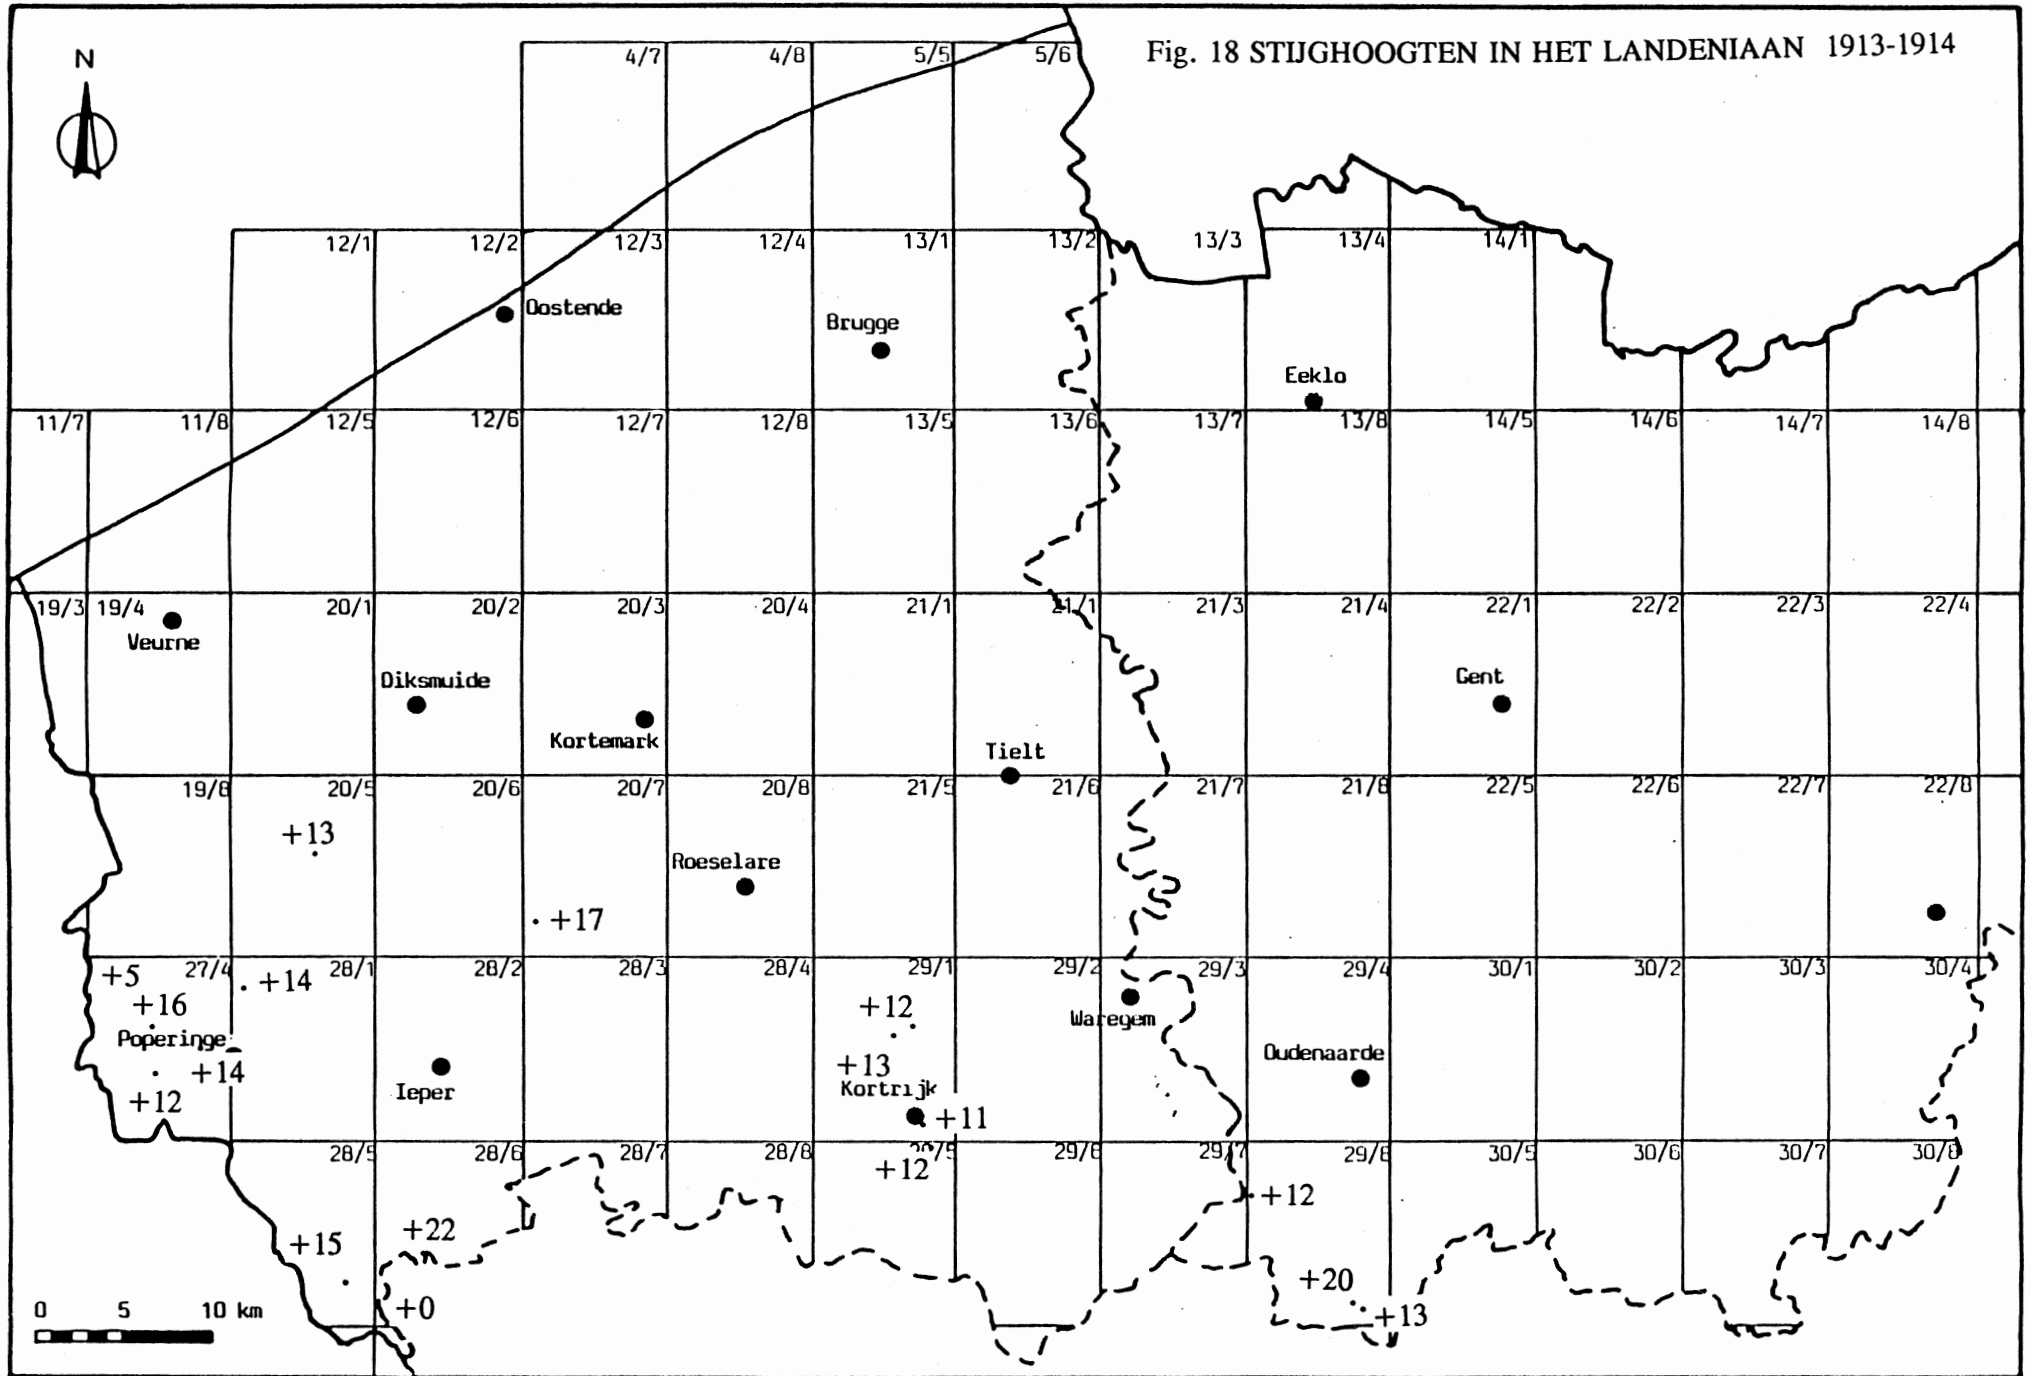 Fig. 18 STIJGHOOGTEN IN HET LANDENIAAN 1913-1914
N
4/7 4/8 5/5 5/6
12/1 12/2 12/3 12/4 13/1 13/2 13/3 13/4 14/1
Oostende
Brugge
Eeklo
11/7 11/8 12/5 12/6 12/7 12/8 13/5 13/6 13/7 13/8 14/5 14/6 14/7 14/8
19/3 19/4 20/1 20/2 20/3 20/4 21/1 21/1 21/3 21/4 22/1 22/2 22/3 22/4
Veurne
Diksmuide
Gent
Kortemark
Tielt
19/8 20/5 20/6 20/7 20/8 21/5 21/6 21/7 21/8 22/5 22/6 22/7 22/8
+13
Roeselare
+17
27/4 28/1 28/2 28/3 28/4 29/1 29/2 29/3 29/4 30/1 30/2 30/3 30/4
+5
+14
+16
+12
Waregem
Poperinge
Oudenaarde
+14
+13
Ieper
Kortrijk
+12
+11
28/5 28/6 28/7 28/8 29/6 29/7 29/8 30/5 30/6 30/7 30/8
+12
+12
+22
+15
+20
+0
+13
0 5 10 km